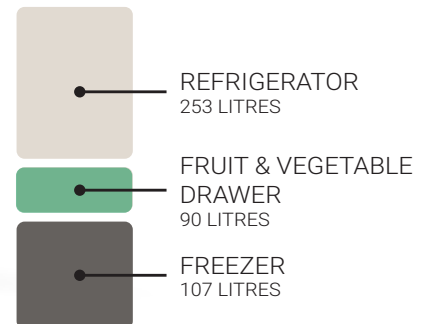 REFRIGERATOR
253 LITRES
FRUIT & VEGETABLE
DRAWER
90 LITRES
FREEZER
107 LITRES